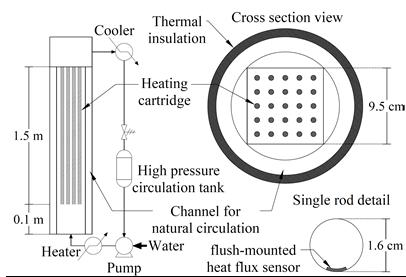 Cooler
Thermal
insulation
Cross section view
Heating
cartridge
1.5 m
9.5 cm
High pressure
circulation tank
Single rod detail
Channel for
natural circulation
0.1 m
Heater
Water
Pump
flush-mounted
heat flux sensor
1.6 cm